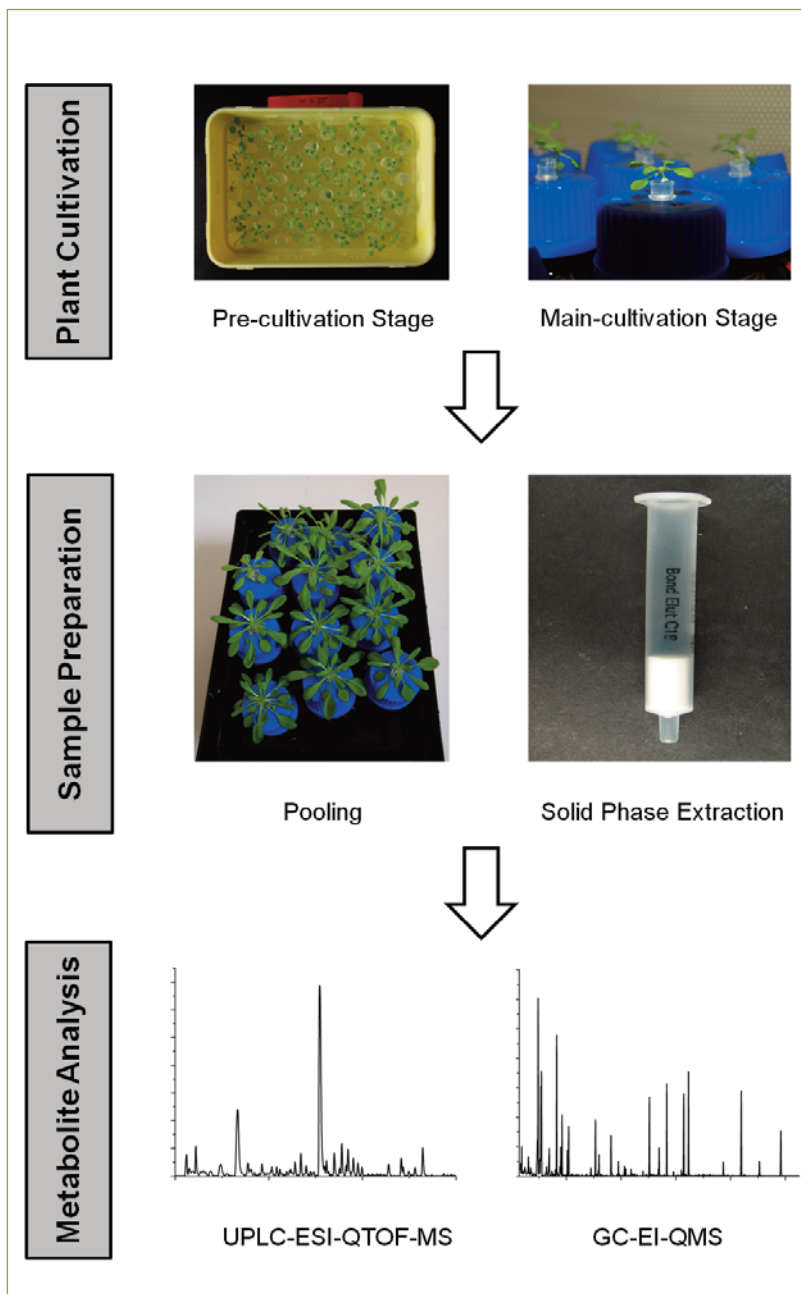 Plant Cultivation
Pre-cultivation Stage
Main-cultivation Stage
Sample Preparation
Bond Elut C18
Pooling
Solid Phase Extraction
Metabolite Analysis
UPLC-ESI-QTOF-MS
GC-EI-QMS